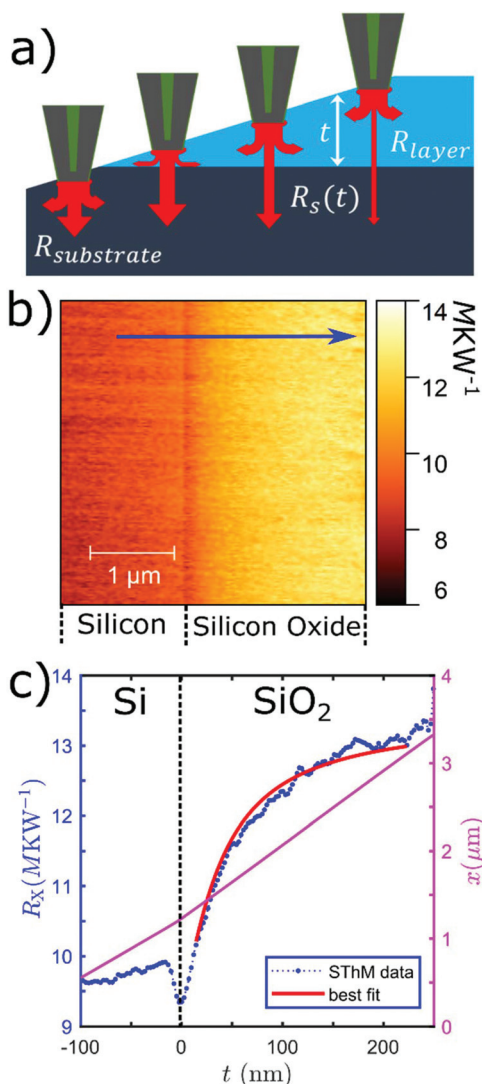 a)
t
R_layer
R_s(t)
R_substrate
b)
MKW⁻¹
14
12
10
8
6
1 μm
Silicon
Silicon Oxide
c)
Si
SiO₂
14
13
12
11
10
9
R_X(MKW⁻¹)
4
3
2
1
0
x(μm)
SThM data
best fit
-100
0
100
200
t (nm)